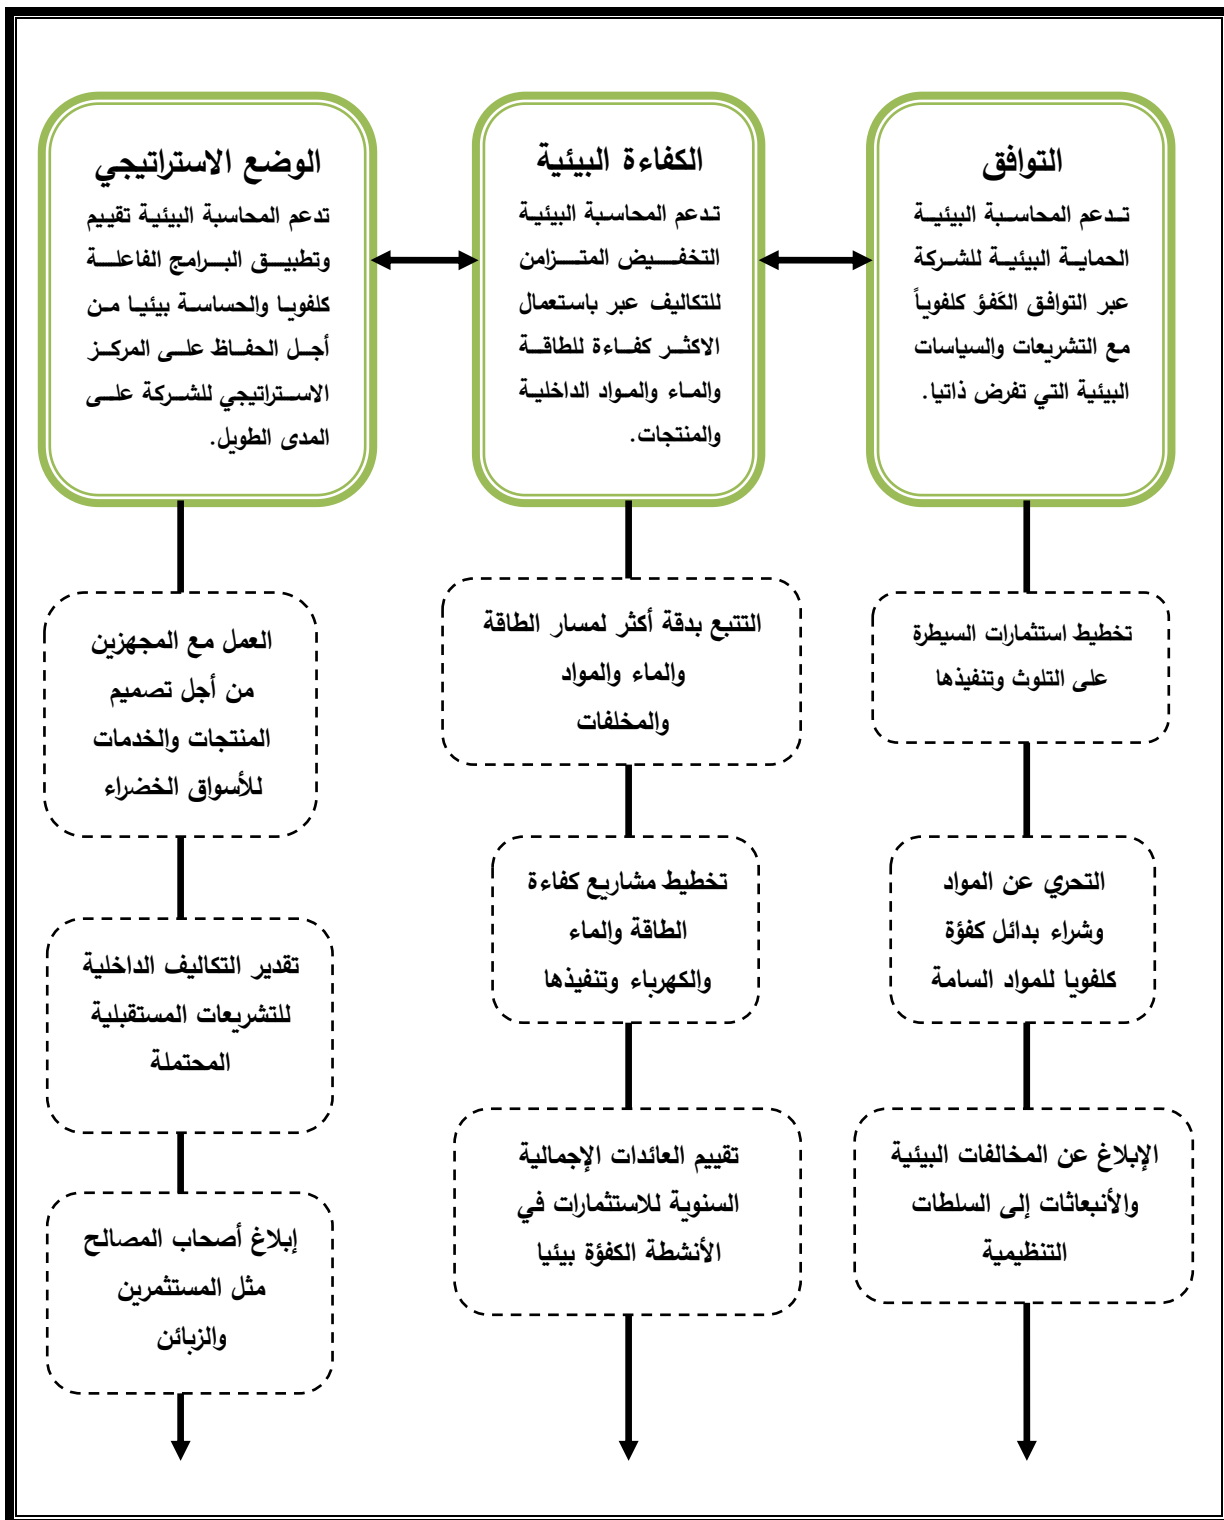 التوافق
تدعم المحاسبة البيئية
الحماية البيئية للشركة
عبر التوافق الكَفؤ كلفوياً
مع التشريعات والسياسات
البيئية التي تفرض ذاتيا.
تخطيط استثمارات السيطرة
على التلوث وتنفيذها
التحري عن المواد
وشراء بدائل كفؤة
كلفويا للمواد السامة
الإبلاغ عن المخالفات البيئية
والأنبعاثات إلى السلطات
التنظيمية
الكفاءة البيئية
تدعم المحاسبة البيئية
التخفيض المتزامن
للتكاليف عبر باستعمال
الاكثر كفاءة للطاقة
والماء والمواد الداخلية
والمنتجات.
التتبع بدقة أكثر لمسار الطاقة
والماء والمواد
والمخلفات
تخطيط مشاريع كفاءة
الطاقة والماء
والكهرباء وتنفيذها
تقييم العائدات الإجمالية
السنوية للاستثمارات في
الأنشطة الكفؤة بيئيا
الوضع الاستراتيجي
تدعم المحاسبة البيئية تقييم
وتطبيق البرامج الفاعلة
كلفويا والحساسة بيئيا من
أجل الحفاظ على المركز
الاستراتيجي للشركة على
المدى الطويل.
العمل مع المجهزين
من أجل تصميم
المنتجات والخدمات
للأسواق الخضراء
تقدير التكاليف الداخلية
للتشريعات المستقبلية
المحتملة
إبلاغ أصحاب المصالح
مثل المستثمرين
والزبائن